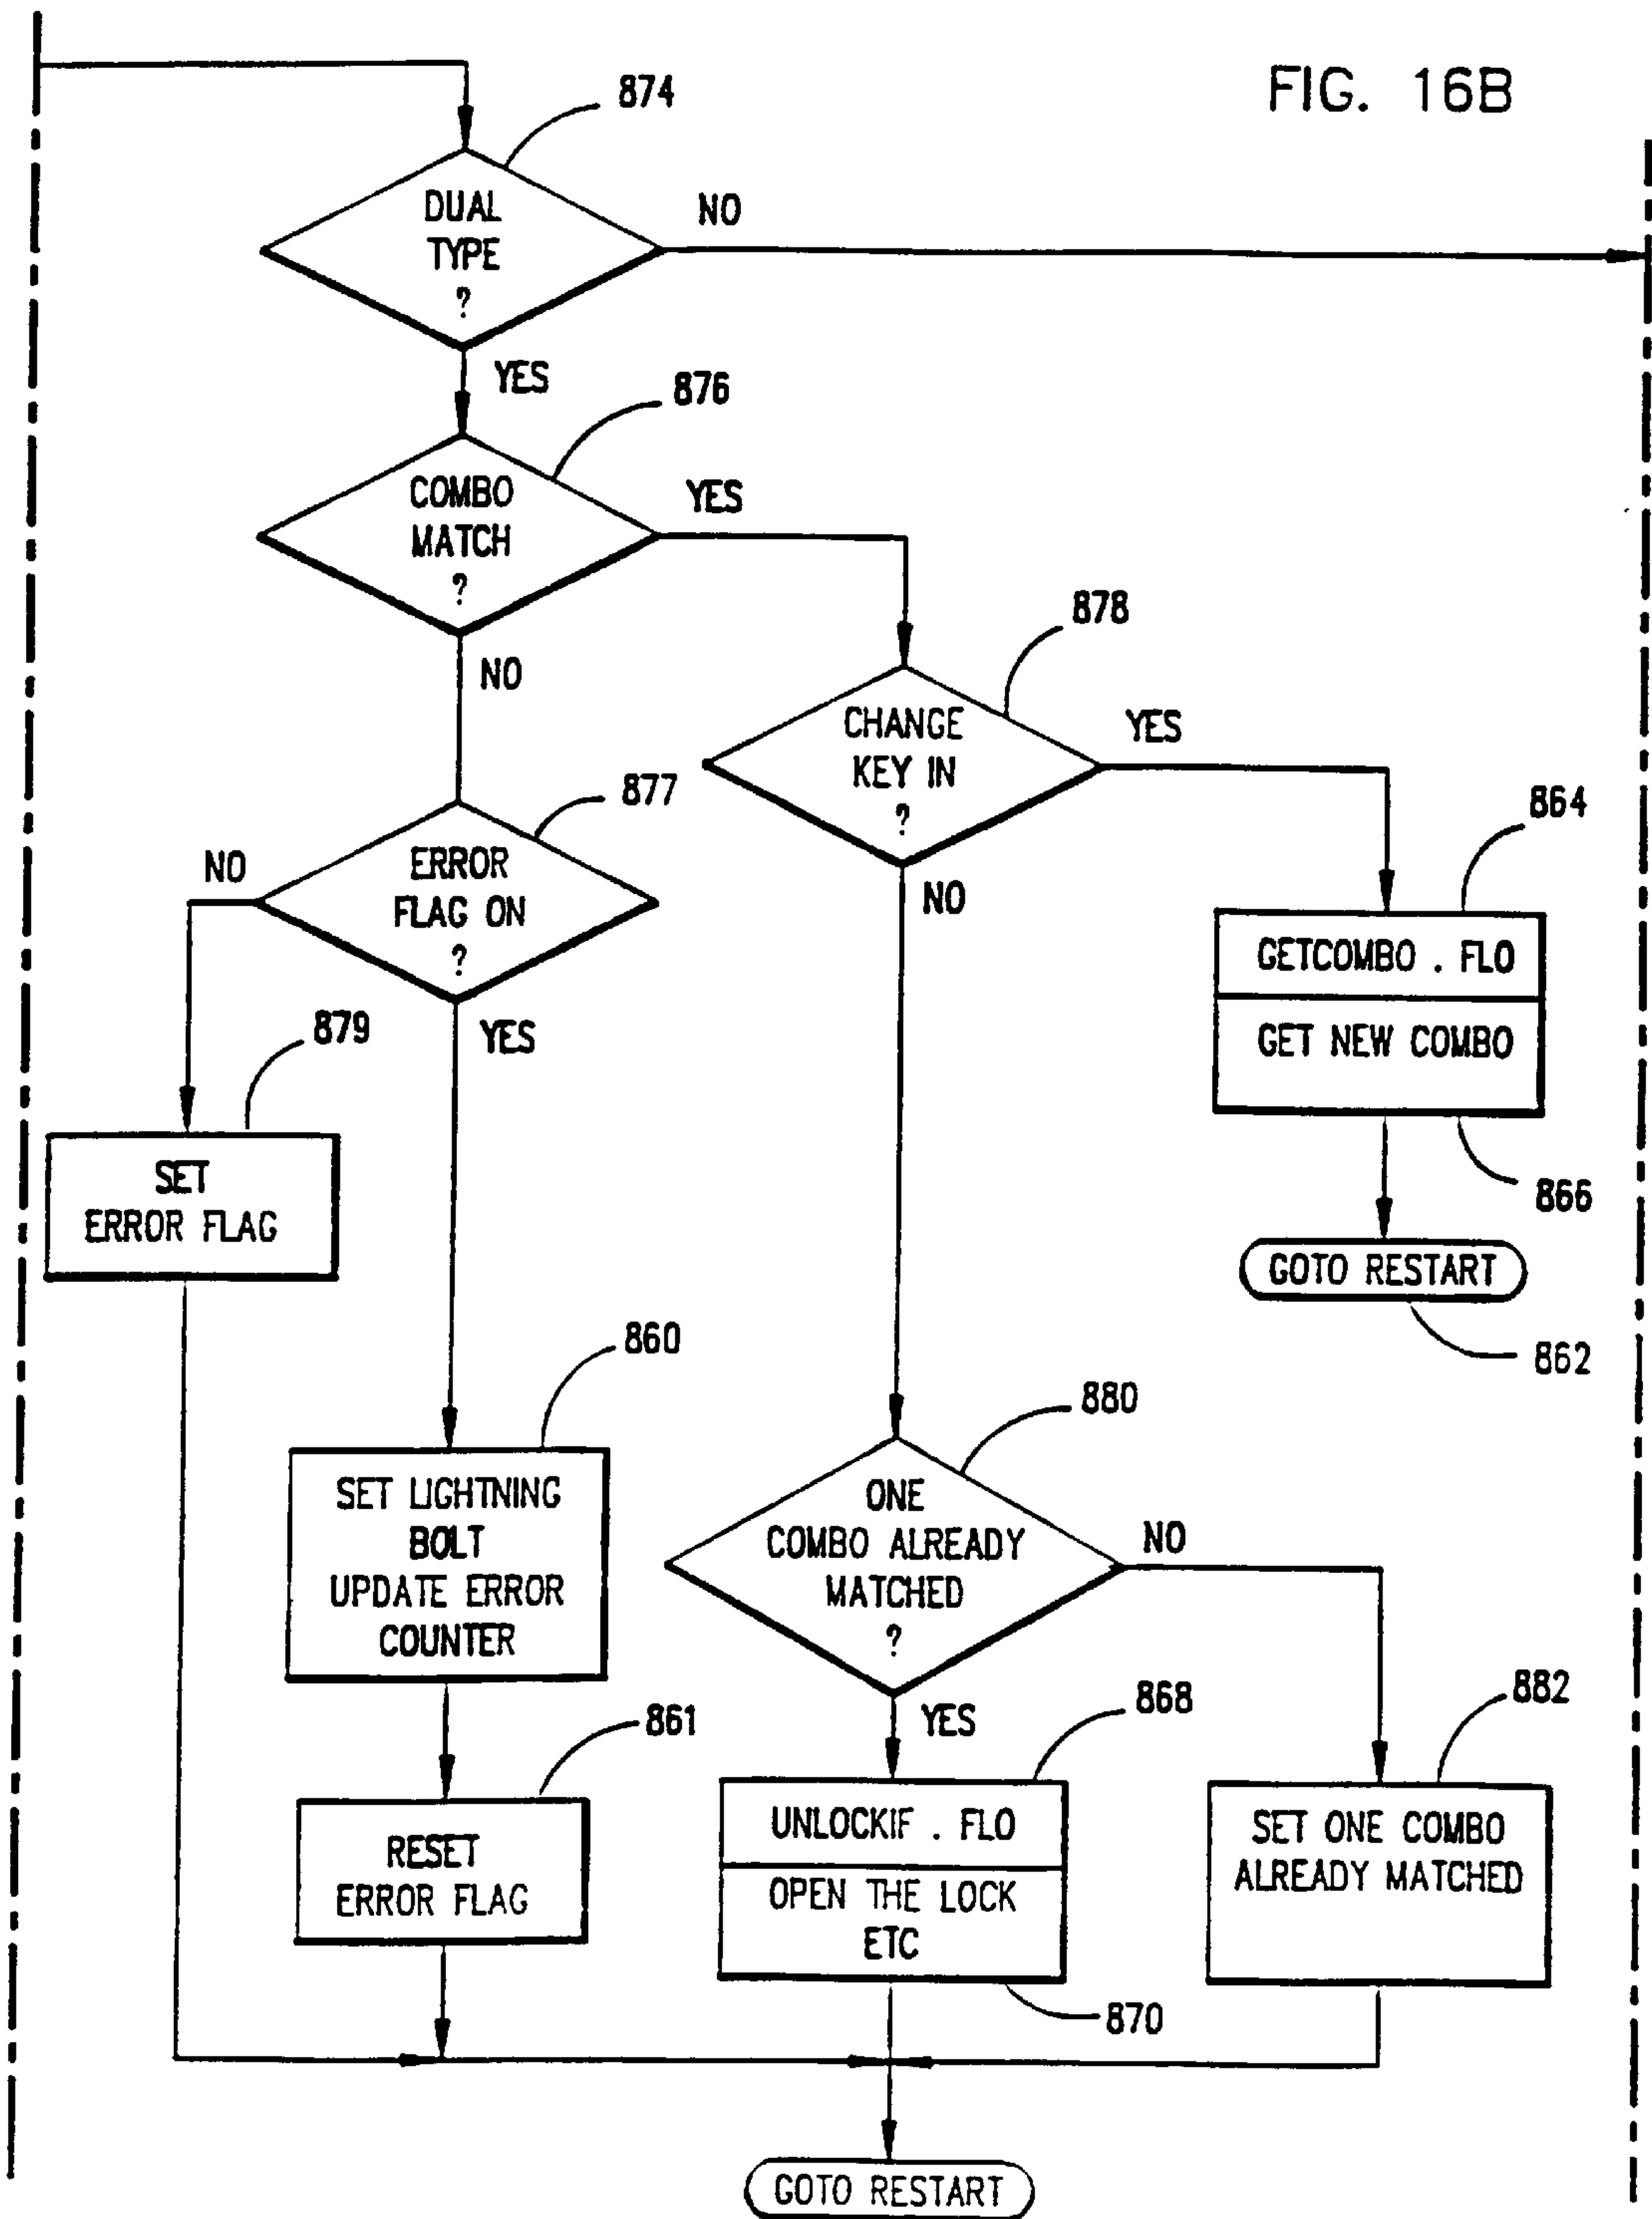 FIG. 16B
874
DUAL
TYPE
?
NO
YES
876
COMBO
MATCH
?
YES
NO
878
CHANGE
KEY IN
?
YES
NO
877
ERROR
FLAG ON
?
NO
YES
864
GETCOMBO . FLO
GET NEW COMBO
866
GOTO RESTART
862
879
SET
ERROR FLAG
860
SET LIGHTNING
BOLT
UPDATE ERROR
COUNTER
880
ONE
COMBO ALREADY
MATCHED
?
NO
YES
861
RESET
ERROR FLAG
868
UNLOCKIF . FLO
OPEN THE LOCK
ETC
870
882
SET ONE COMBO
ALREADY MATCHED
GOTO RESTART